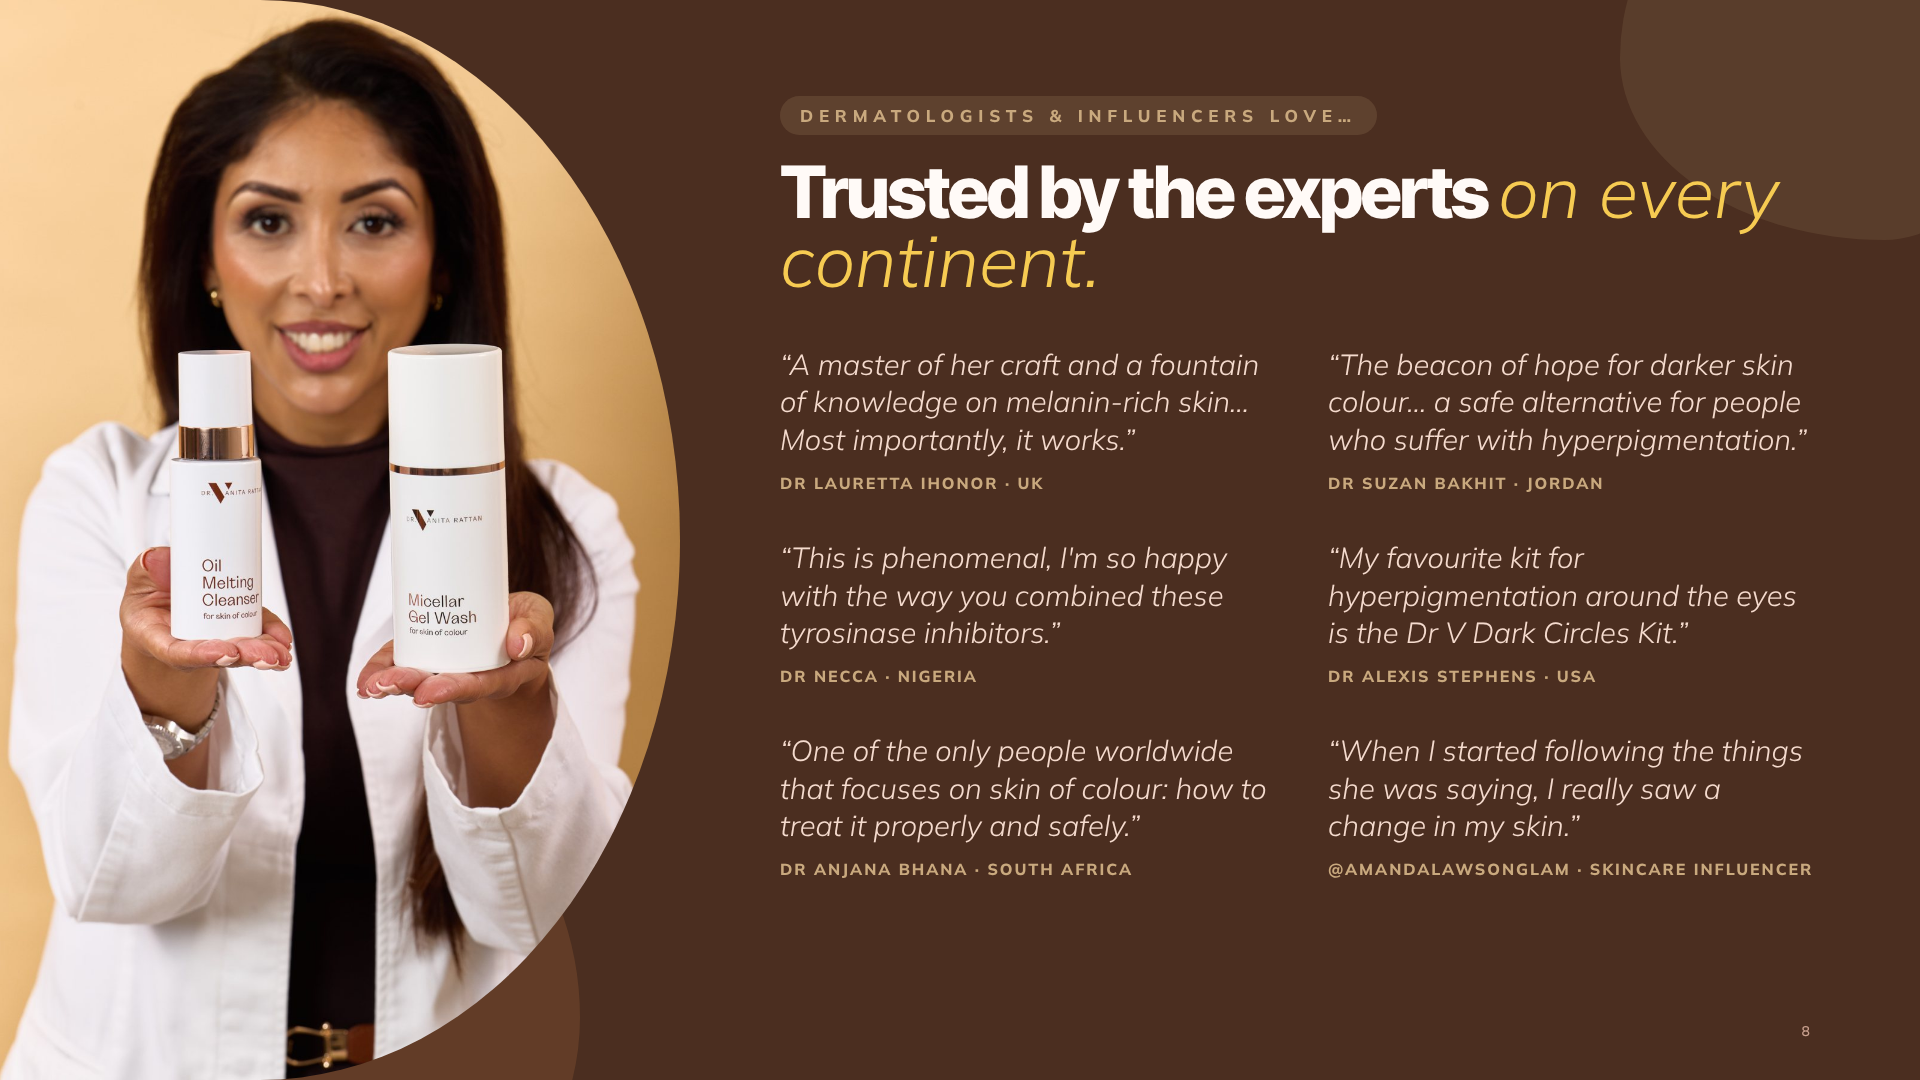 DERMATOLOGISTS & INFLUENCERS LOVE…
Trusted by the experts on every
continent.
“A master of her craft and a fountain
of knowledge on melanin-rich skin…
Most importantly, it works.”
DR LAURETTA IHONOR · UK
“The beacon of hope for darker skin
colour… a safe alternative for people
who suffer with hyperpigmentation.”
DR SUZAN BAKHIT · JORDAN
“This is phenomenal, I'm so happy
with the way you combined these
tyrosinase inhibitors.”
DR NECCA · NIGERIA
“My favourite kit for
hyperpigmentation around the eyes
is the Dr V Dark Circles Kit.”
DR ALEXIS STEPHENS · USA
“One of the only people worldwide
that focuses on skin of colour: how to
treat it properly and safely.”
DR ANJANA BHANA · SOUTH AFRICA
“When I started following the things
she was saying, I really saw a
change in my skin.”
@AMANDALAWSONGLAM · SKINCARE INFLUENCER
DR VANITA RATTAN
Oil
Melting
Cleanser
for skin of colour
DR VANITA RATTAN
Micellar
Gel Wash
for skin of colour
8